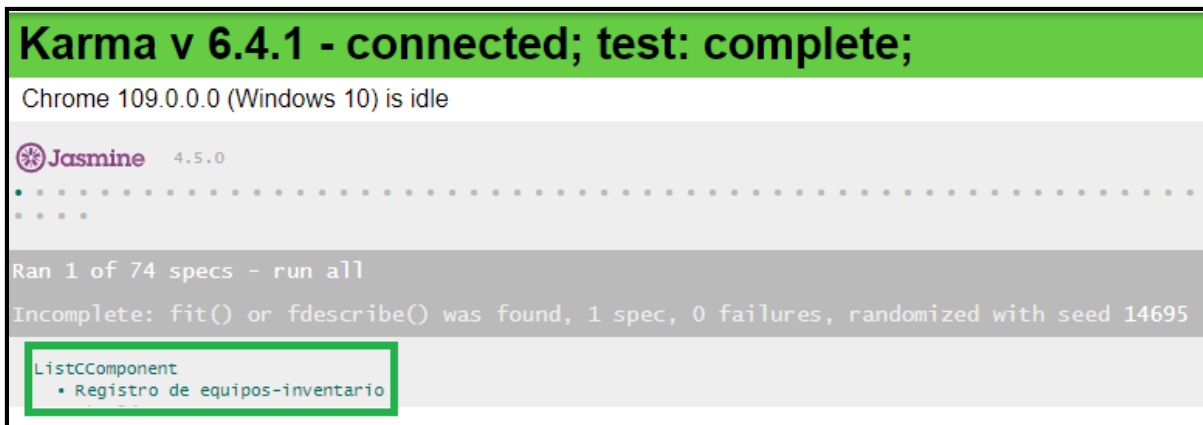 Karma v 6.4.1 - connected; test: complete;
Chrome 109.0.0.0 (Windows 10) is idle
Jasmine 4.5.0
Ran 1 of 74 specs - run all
Incomplete: fit() or fdescribe() was found, 1 spec, 0 failures, randomized with seed 14695
ListCComponent
• Registro de equipos-inventario